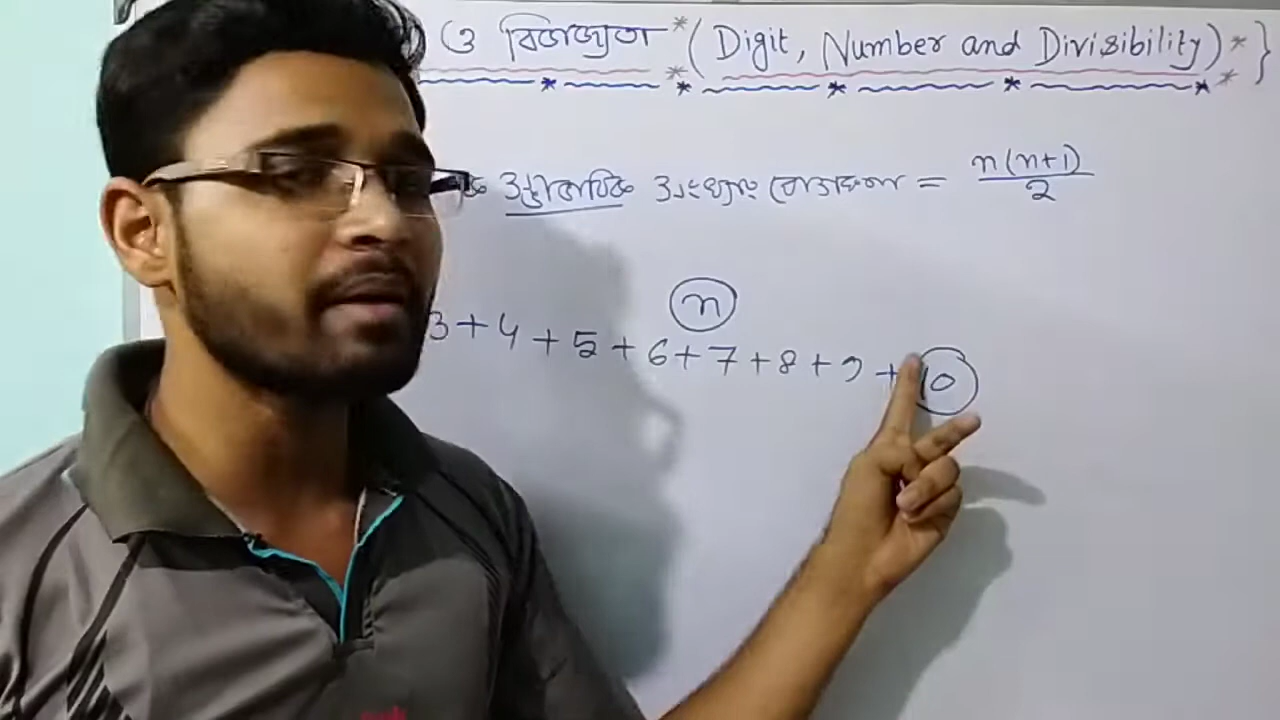 ও বিভাজ্যতা * ( Digit, Number and Divisibility ) * }
স্বাভাবিক সংখ্যার যোগফল = n(n+1)/2
n
3 + 4 + 5 + 6 + 7 + 8 + 9 + 10